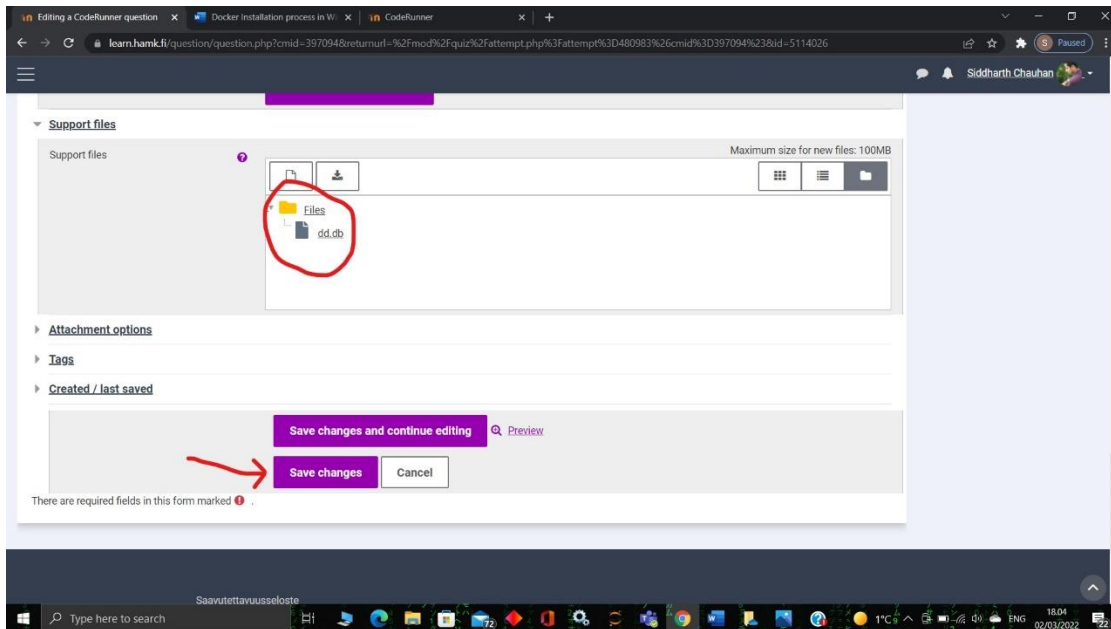 Editing a CodeRunner question
Docker Installation process in Wi
CodeRunner
learn.hamk.fi/question/question.php?cmid=397094&returnurl=%2Fmod%2Fquiz%2Fattempt.php%3Fattempt%3D480983%26cmid%3D397094%23&id=5114026
S Paused
Siddharth Chauhan
Support files
Support files
Maximum size for new files: 100MB
Files
dd.db
Attachment options
Tags
Created / last saved
Save changes and continue editing
Preview
Save changes
Cancel
There are required fields in this form marked .
Saavutettavuusseloste
Type here to search
72
1°C
ENG
18.04
02/03/2022
22